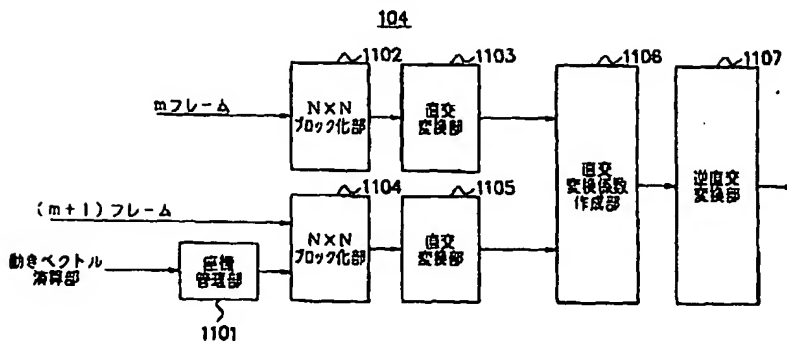 104
1102
1103
1106
1107
mフレーム
N×N
ブロック化部
直交
変換部
直交
変換係数
作成部
逆直交
変換部
1104
1105
(m+1)フレーム
N×N
ブロック化部
直交
変換部
動きベクトル
演算部
座標
管理部
1101